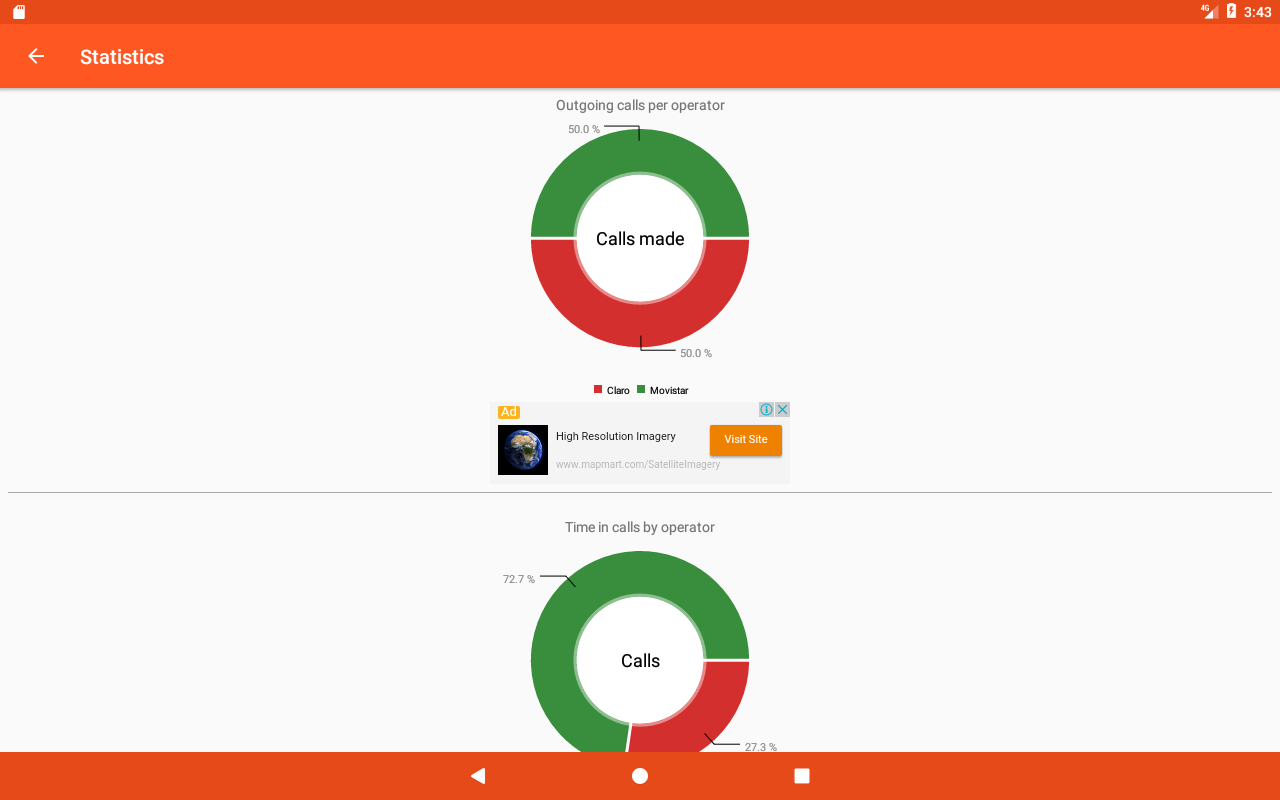 4G 3:43
Statistics
Outgoing calls per operator
50.0 %
Calls made
50.0 %
Claro Movistar
Ad
High Resolution Imagery
Visit Site
www.mapmart.com/SatelliteImagery
Time in calls by operator
72.7 %
Calls
27.3 %